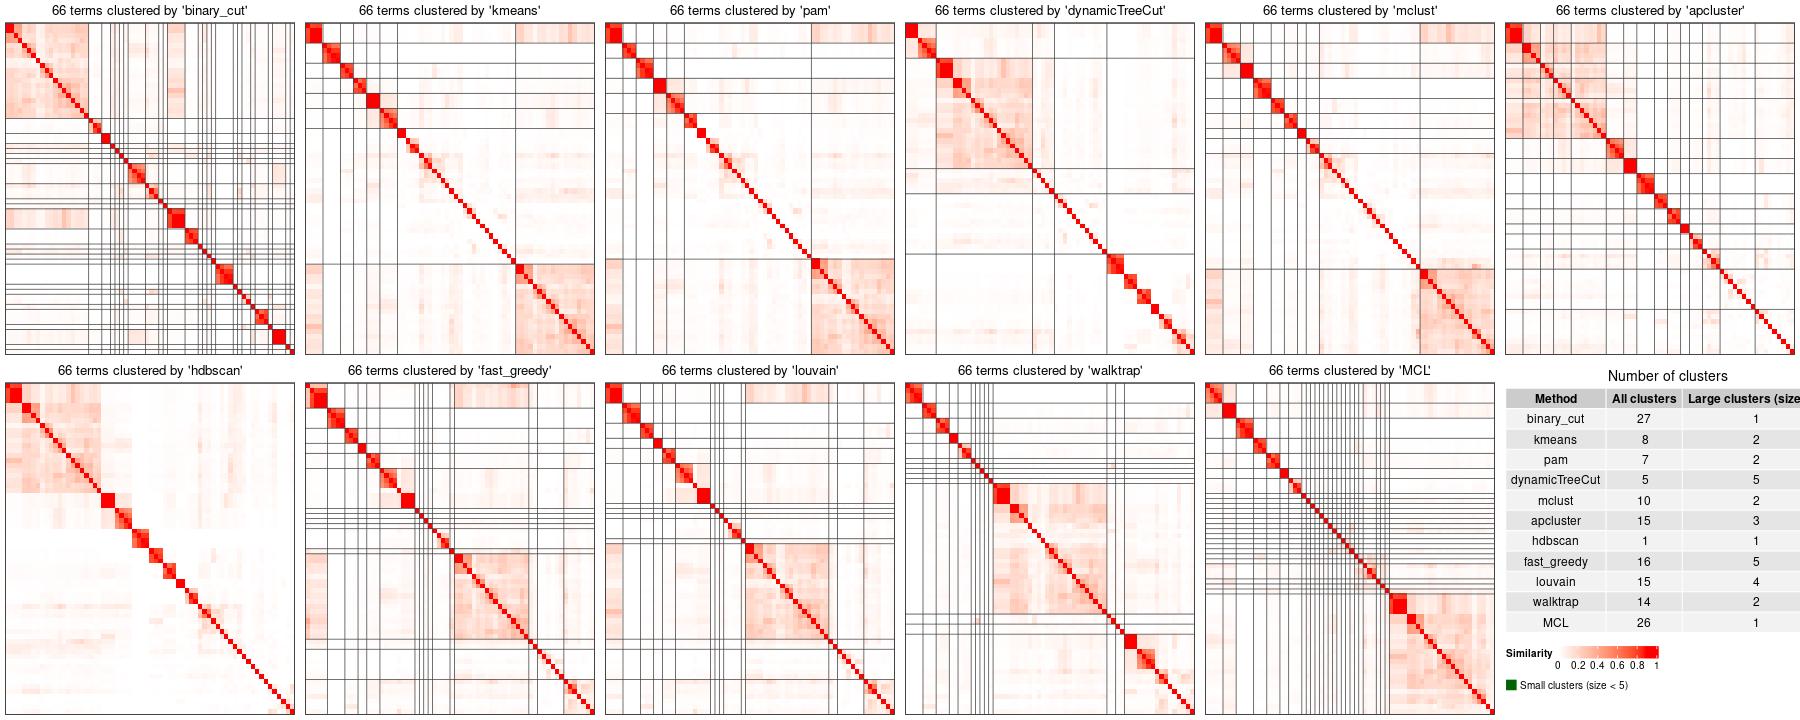 66 terms clustered by 'binary_cut'
66 terms clustered by 'kmeans'
66 terms clustered by 'pam'
66 terms clustered by 'dynamicTreeCut'
66 terms clustered by 'mclust'
66 terms clustered by 'apcluster'
66 terms clustered by 'hdbscan'
66 terms clustered by 'fast_greedy'
66 terms clustered by 'louvain'
66 terms clustered by 'walktrap'
66 terms clustered by 'MCL'
Number of clusters
Method All clusters Large clusters (size
binary_cut 27 1
kmeans 8 2
pam 7 2
dynamicTreeCut 5 5
mclust 10 2
apcluster 15 3
hdbscan 1 1
fast_greedy 16 5
louvain 15 4
walktrap 14 2
MCL 26 1
Similarity
0 0.2 0.4 0.6 0.8 1
Small clusters (size < 5)